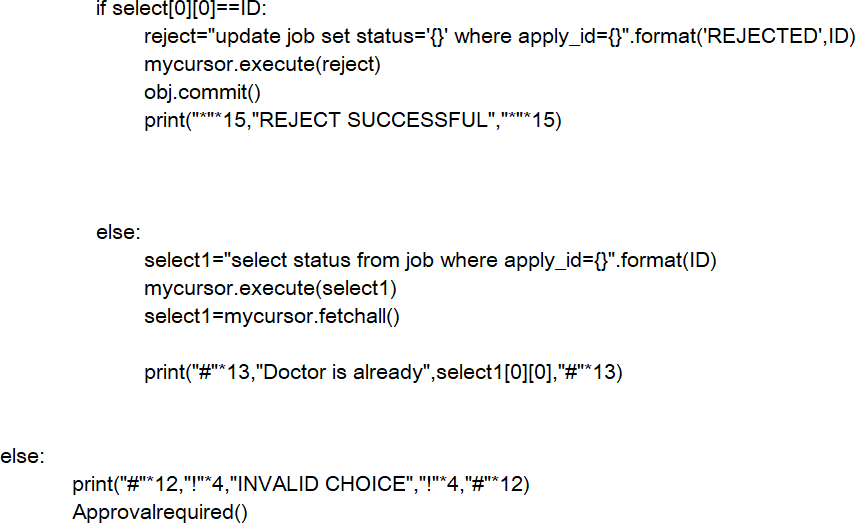 if select[0][0]==ID:
reject="update job set status='{}' where apply_id={}".format('REJECTED',ID)
mycursor.execute(reject)
obj.commit()
print("*"*15,"REJECT SUCCESSFUL","*"*15)
else:
select1="select status from job where apply_id={}".format(ID)
mycursor.execute(select1)
select1=mycursor.fetchall()
print("#"*13,"Doctor is already",select1[0][0],"#"*13)
else:
print("#"*12,"!"*4,"INVALID CHOICE","!"*4,"#"*12)
Approvalrequired()